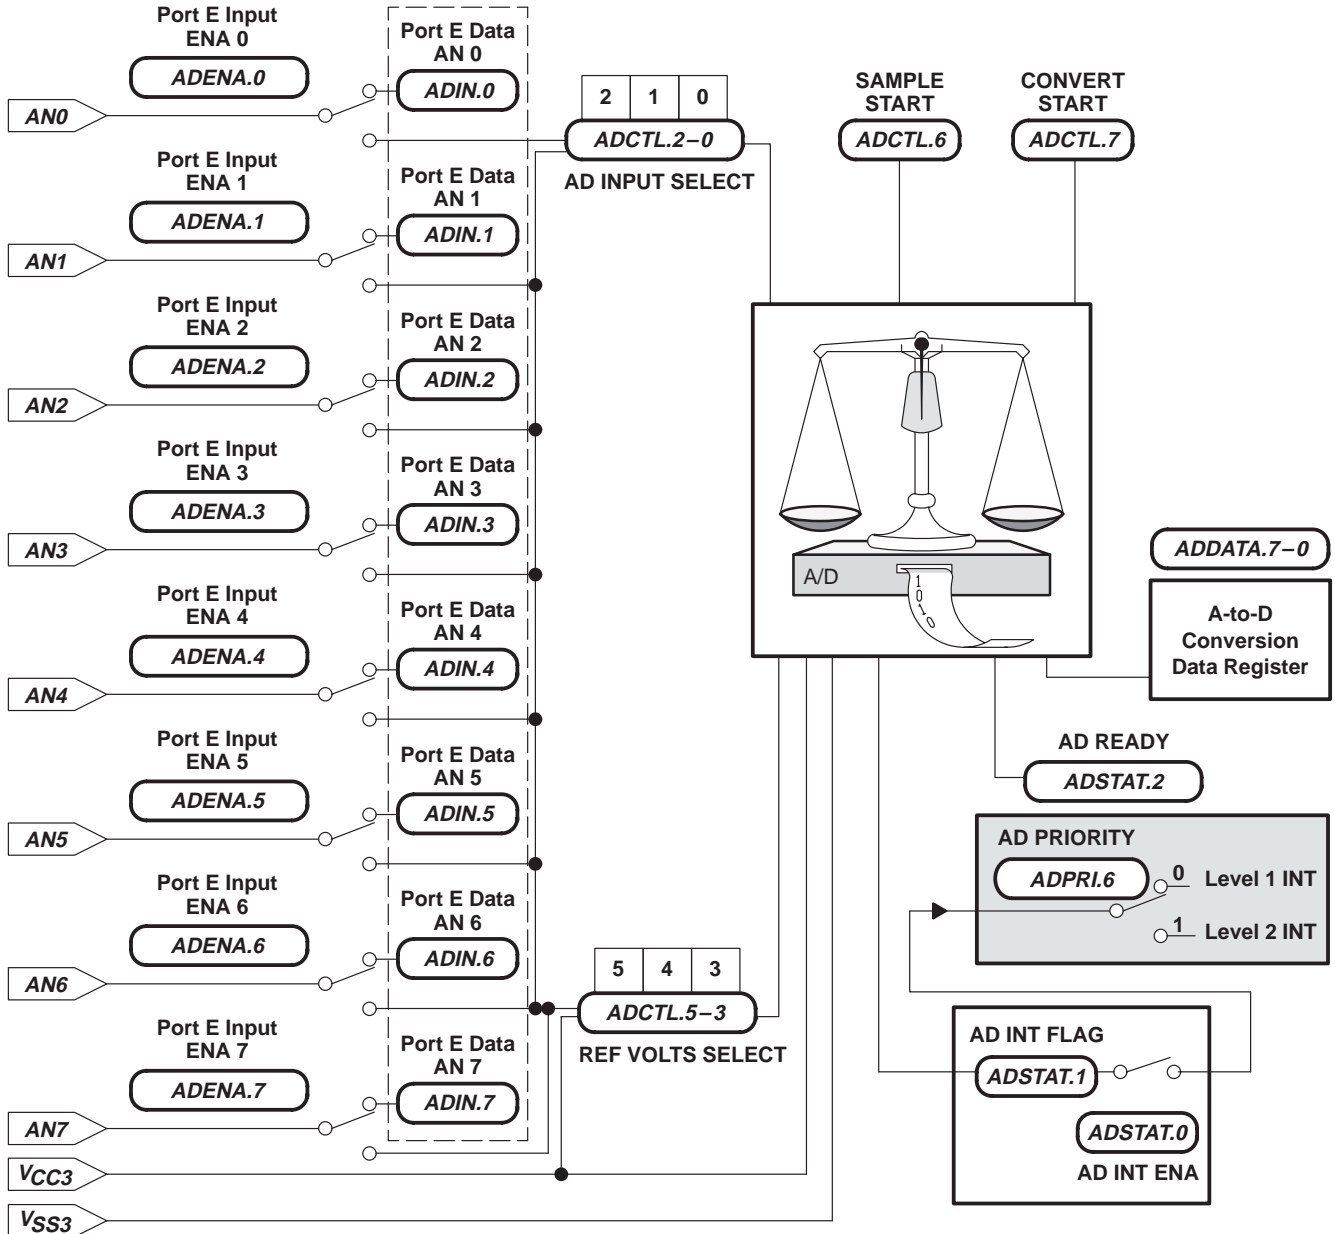 Port E Input
ENA 0
ADENA.0
AN0
Port E Data
AN 0
ADIN.0
Port E Input
ENA 1
ADENA.1
AN1
Port E Data
AN 1
ADIN.1
Port E Input
ENA 2
ADENA.2
AN2
Port E Data
AN 2
ADIN.2
Port E Input
ENA 3
ADENA.3
AN3
Port E Data
AN 3
ADIN.3
Port E Input
ENA 4
ADENA.4
AN4
Port E Data
AN 4
ADIN.4
Port E Input
ENA 5
ADENA.5
AN5
Port E Data
AN 5
ADIN.5
Port E Input
ENA 6
ADENA.6
AN6
Port E Data
AN 6
ADIN.6
Port E Input
ENA 7
ADENA.7
AN7
Port E Data
AN 7
ADIN.7
VCC3
VSS3
2 1 0
ADCTL.2–0
AD INPUT SELECT
5 4 3
ADCTL.5–3
REF VOLTS SELECT
SAMPLE
START
ADCTL.6
CONVERT
START
ADCTL.7
A/D
1
0
1
0
ADDATA.7–0
A-to-D
Conversion
Data Register
AD READY
ADSTAT.2
AD PRIORITY
ADPRI.6
0 Level 1 INT
1 Level 2 INT
AD INT FLAG
ADSTAT.1
ADSTAT.0
AD INT ENA